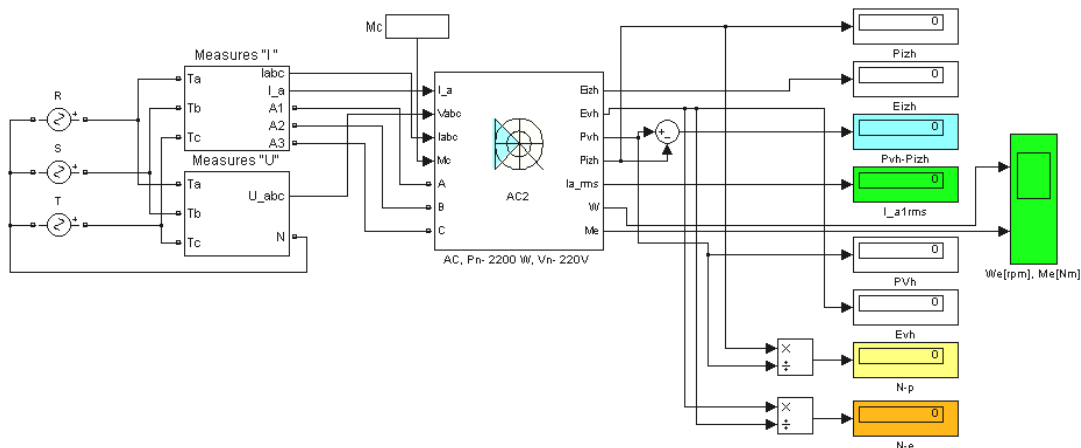 Mc
0
Pizh
Measures "I"
Ta
Tb
Tc
Iabc
I_a
A1
A2
A3
R
S
T
Measures "U"
Ta
Tb
Tc
U_abc
N
I_a
Vabc
Iabc
Mc
A
B
C
AC2
Eizh
Evh
Pvh
Pizh
Ia_rms
W
Me
AC, Pn- 2200 W, Vn- 220V
0
Eizh
0
Pvh-Pizh
0
I_a1rms
We[rpm], Me[Nm]
0
PVh
0
Evh
× ÷
0
N-p
× ÷
0
N-e